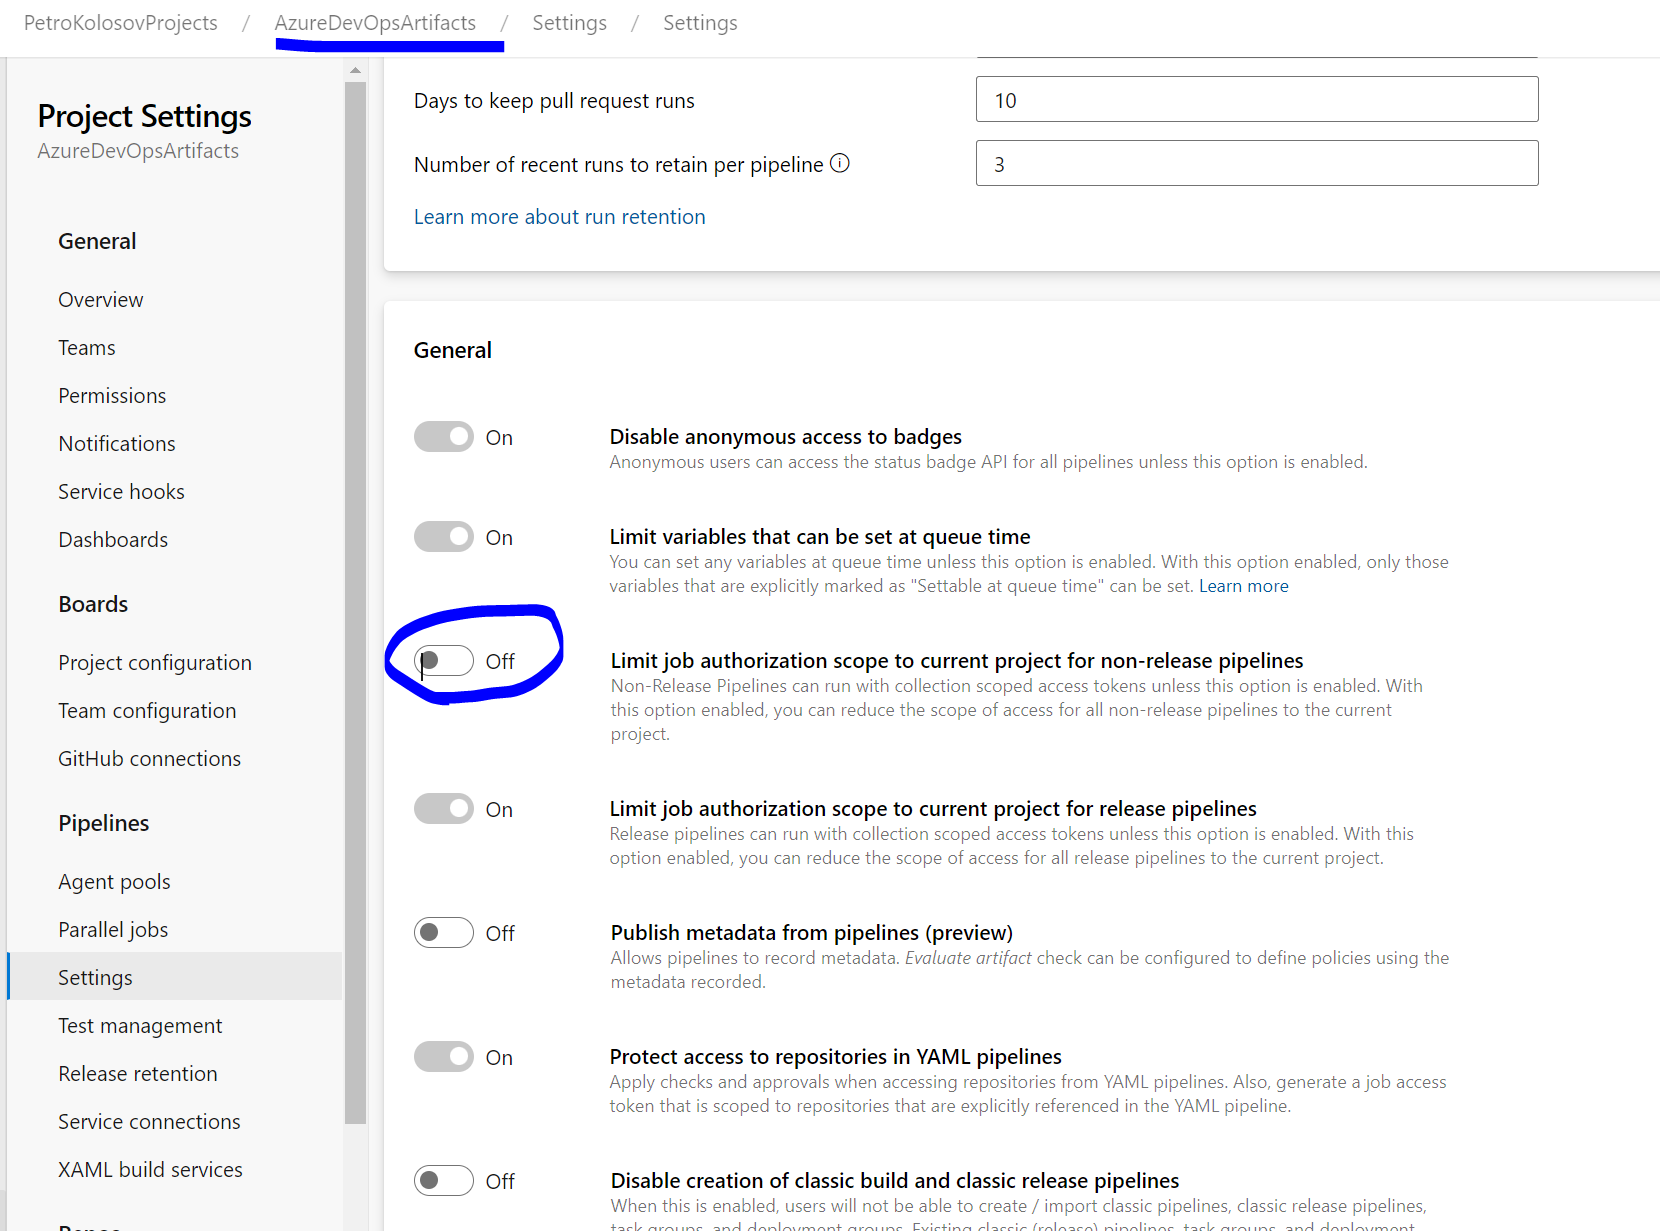 PetroKolosovProjects / AzureDevOpsArtifacts / Settings / Settings
Project Settings
AzureDevOpsArtifacts
General
Overview
Teams
Permissions
Notifications
Service hooks
Dashboards
Boards
Project configuration
Team configuration
GitHub connections
Pipelines
Agent pools
Parallel jobs
Settings
Test management
Release retention
Service connections
XAML build services
Days to keep pull request runs
10
Number of recent runs to retain per pipeline
3
Learn more about run retention
General
On
Disable anonymous access to badges
Anonymous users can access the status badge API for all pipelines unless this option is enabled.
On
Limit variables that can be set at queue time
You can set any variables at queue time unless this option is enabled. With this option enabled, only those
variables that are explicitly marked as "Settable at queue time" can be set. Learn more
Off
Limit job authorization scope to current project for non-release pipelines
Non-Release Pipelines can run with collection scoped access tokens unless this option is enabled. With
this option enabled, you can reduce the scope of access for all non-release pipelines to the current
project.
On
Limit job authorization scope to current project for release pipelines
Release pipelines can run with collection scoped access tokens unless this option is enabled. With this
option enabled, you can reduce the scope of access for all release pipelines to the current project.
Off
Publish metadata from pipelines (preview)
Allows pipelines to record metadata. Evaluate artifact check can be configured to define policies using the
metadata recorded.
On
Protect access to repositories in YAML pipelines
Apply checks and approvals when accessing repositories from YAML pipelines. Also, generate a job access
token that is scoped to repositories that are explicitly referenced in the YAML pipeline.
Off
Disable creation of classic build and classic release pipelines
When this is enabled, users will not be able to create / import classic pipelines, classic release pipelines,
task groups, and deployment groups. Existing classic (release) pipelines, task groups, and deployment